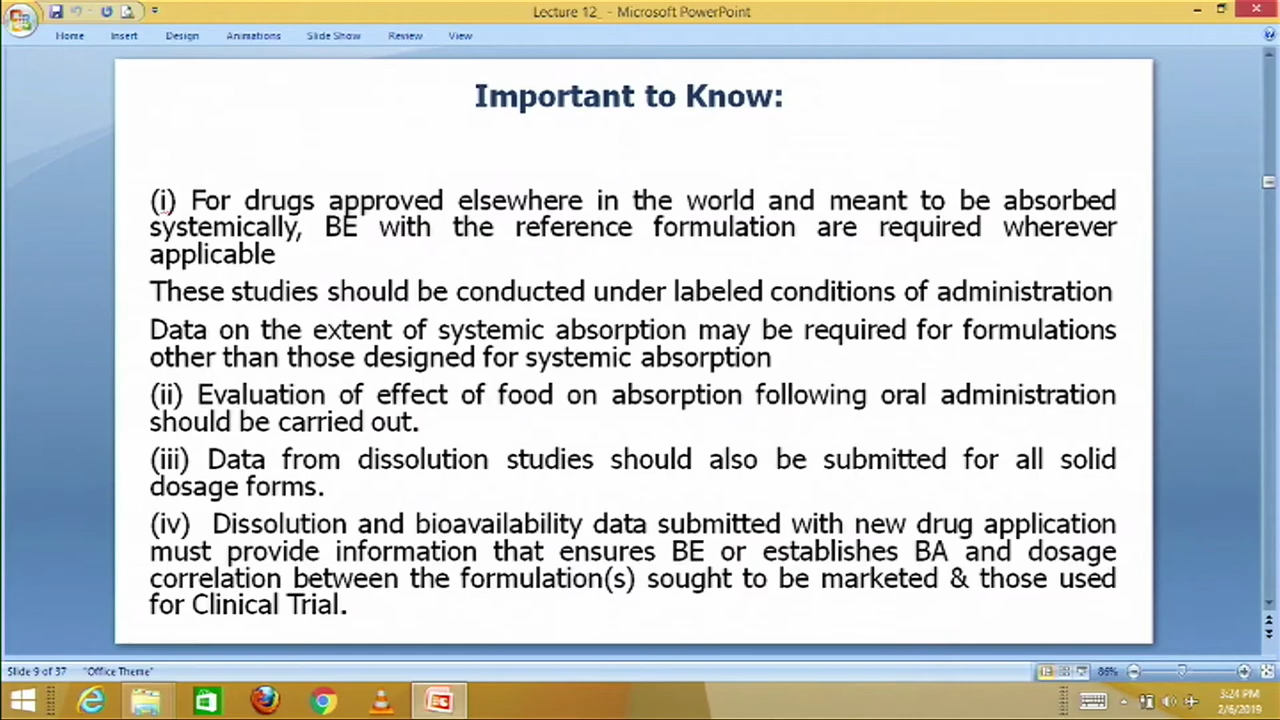 Lecture 12_ - Microsoft PowerPoint
Home Insert Design Animations Slide Show Review View
Important to Know:
(i) For drugs approved elsewhere in the world and meant to be absorbed
systemically, BE with the reference formulation are required wherever
applicable
These studies should be conducted under labeled conditions of administration
Data on the extent of systemic absorption may be required for formulations
other than those designed for systemic absorption
(ii) Evaluation of effect of food on absorption following oral administration
should be carried out.
(iii) Data from dissolution studies should also be submitted for all solid
dosage forms.
(iv) Dissolution and bioavailability data submitted with new drug application
must provide information that ensures BE or establishes BA and dosage
correlation between the formulation(s) sought to be marketed & those used
for Clinical Trial.
Slide 9 of 37 "Office Theme" 86%
3:24 PM
2/6/2019